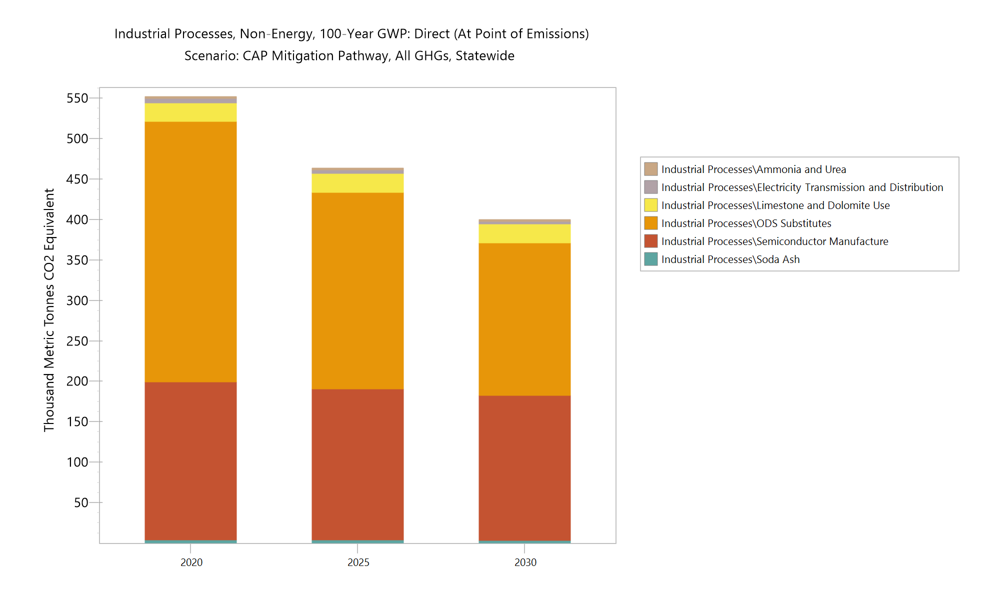 Industrial Processes, Non-Energy, 100-Year GWP: Direct (At Point of Emissions)
Scenario: CAP Mitigation Pathway, All GHGs, Statewide
Thousand Metric Tonnes CO2 Equivalent
550
500
450
400
350
300
250
200
150
100
50
2020
2025
2030
Industrial Processes\Ammonia and Urea
Industrial Processes\Electricity Transmission and Distribution
Industrial Processes\Limestone and Dolomite Use
Industrial Processes\ODS Substitutes
Industrial Processes\Semiconductor Manufacture
Industrial Processes\Soda Ash